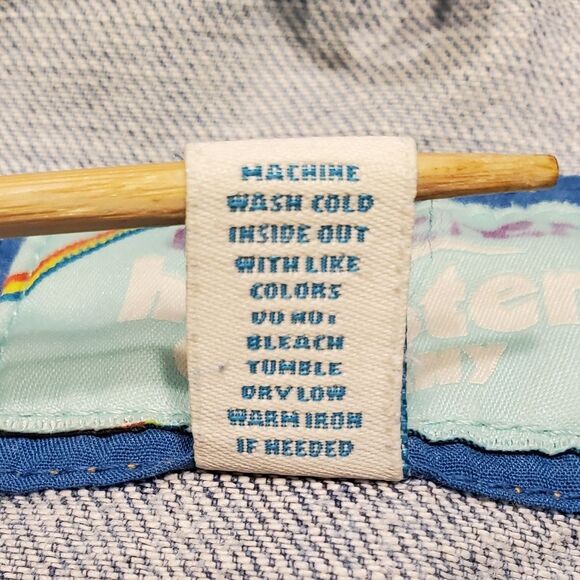 MACHINE
WASH COLD
INSIDE OUT
WITH LIKE
COLORS
DO NOT
BLEACH
TUMBLE
DRY LOW
WARM IRON
IF NEEDED